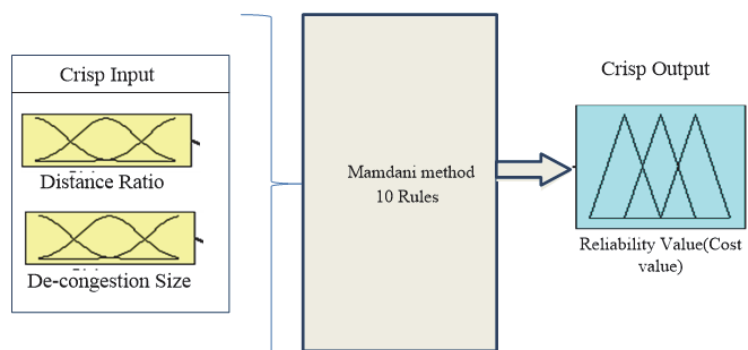 Crisp Input
Distance Ratio
De-congestion Size
Mamdani method
10 Rules
Crisp Output
Reliability Value(Cost
value)